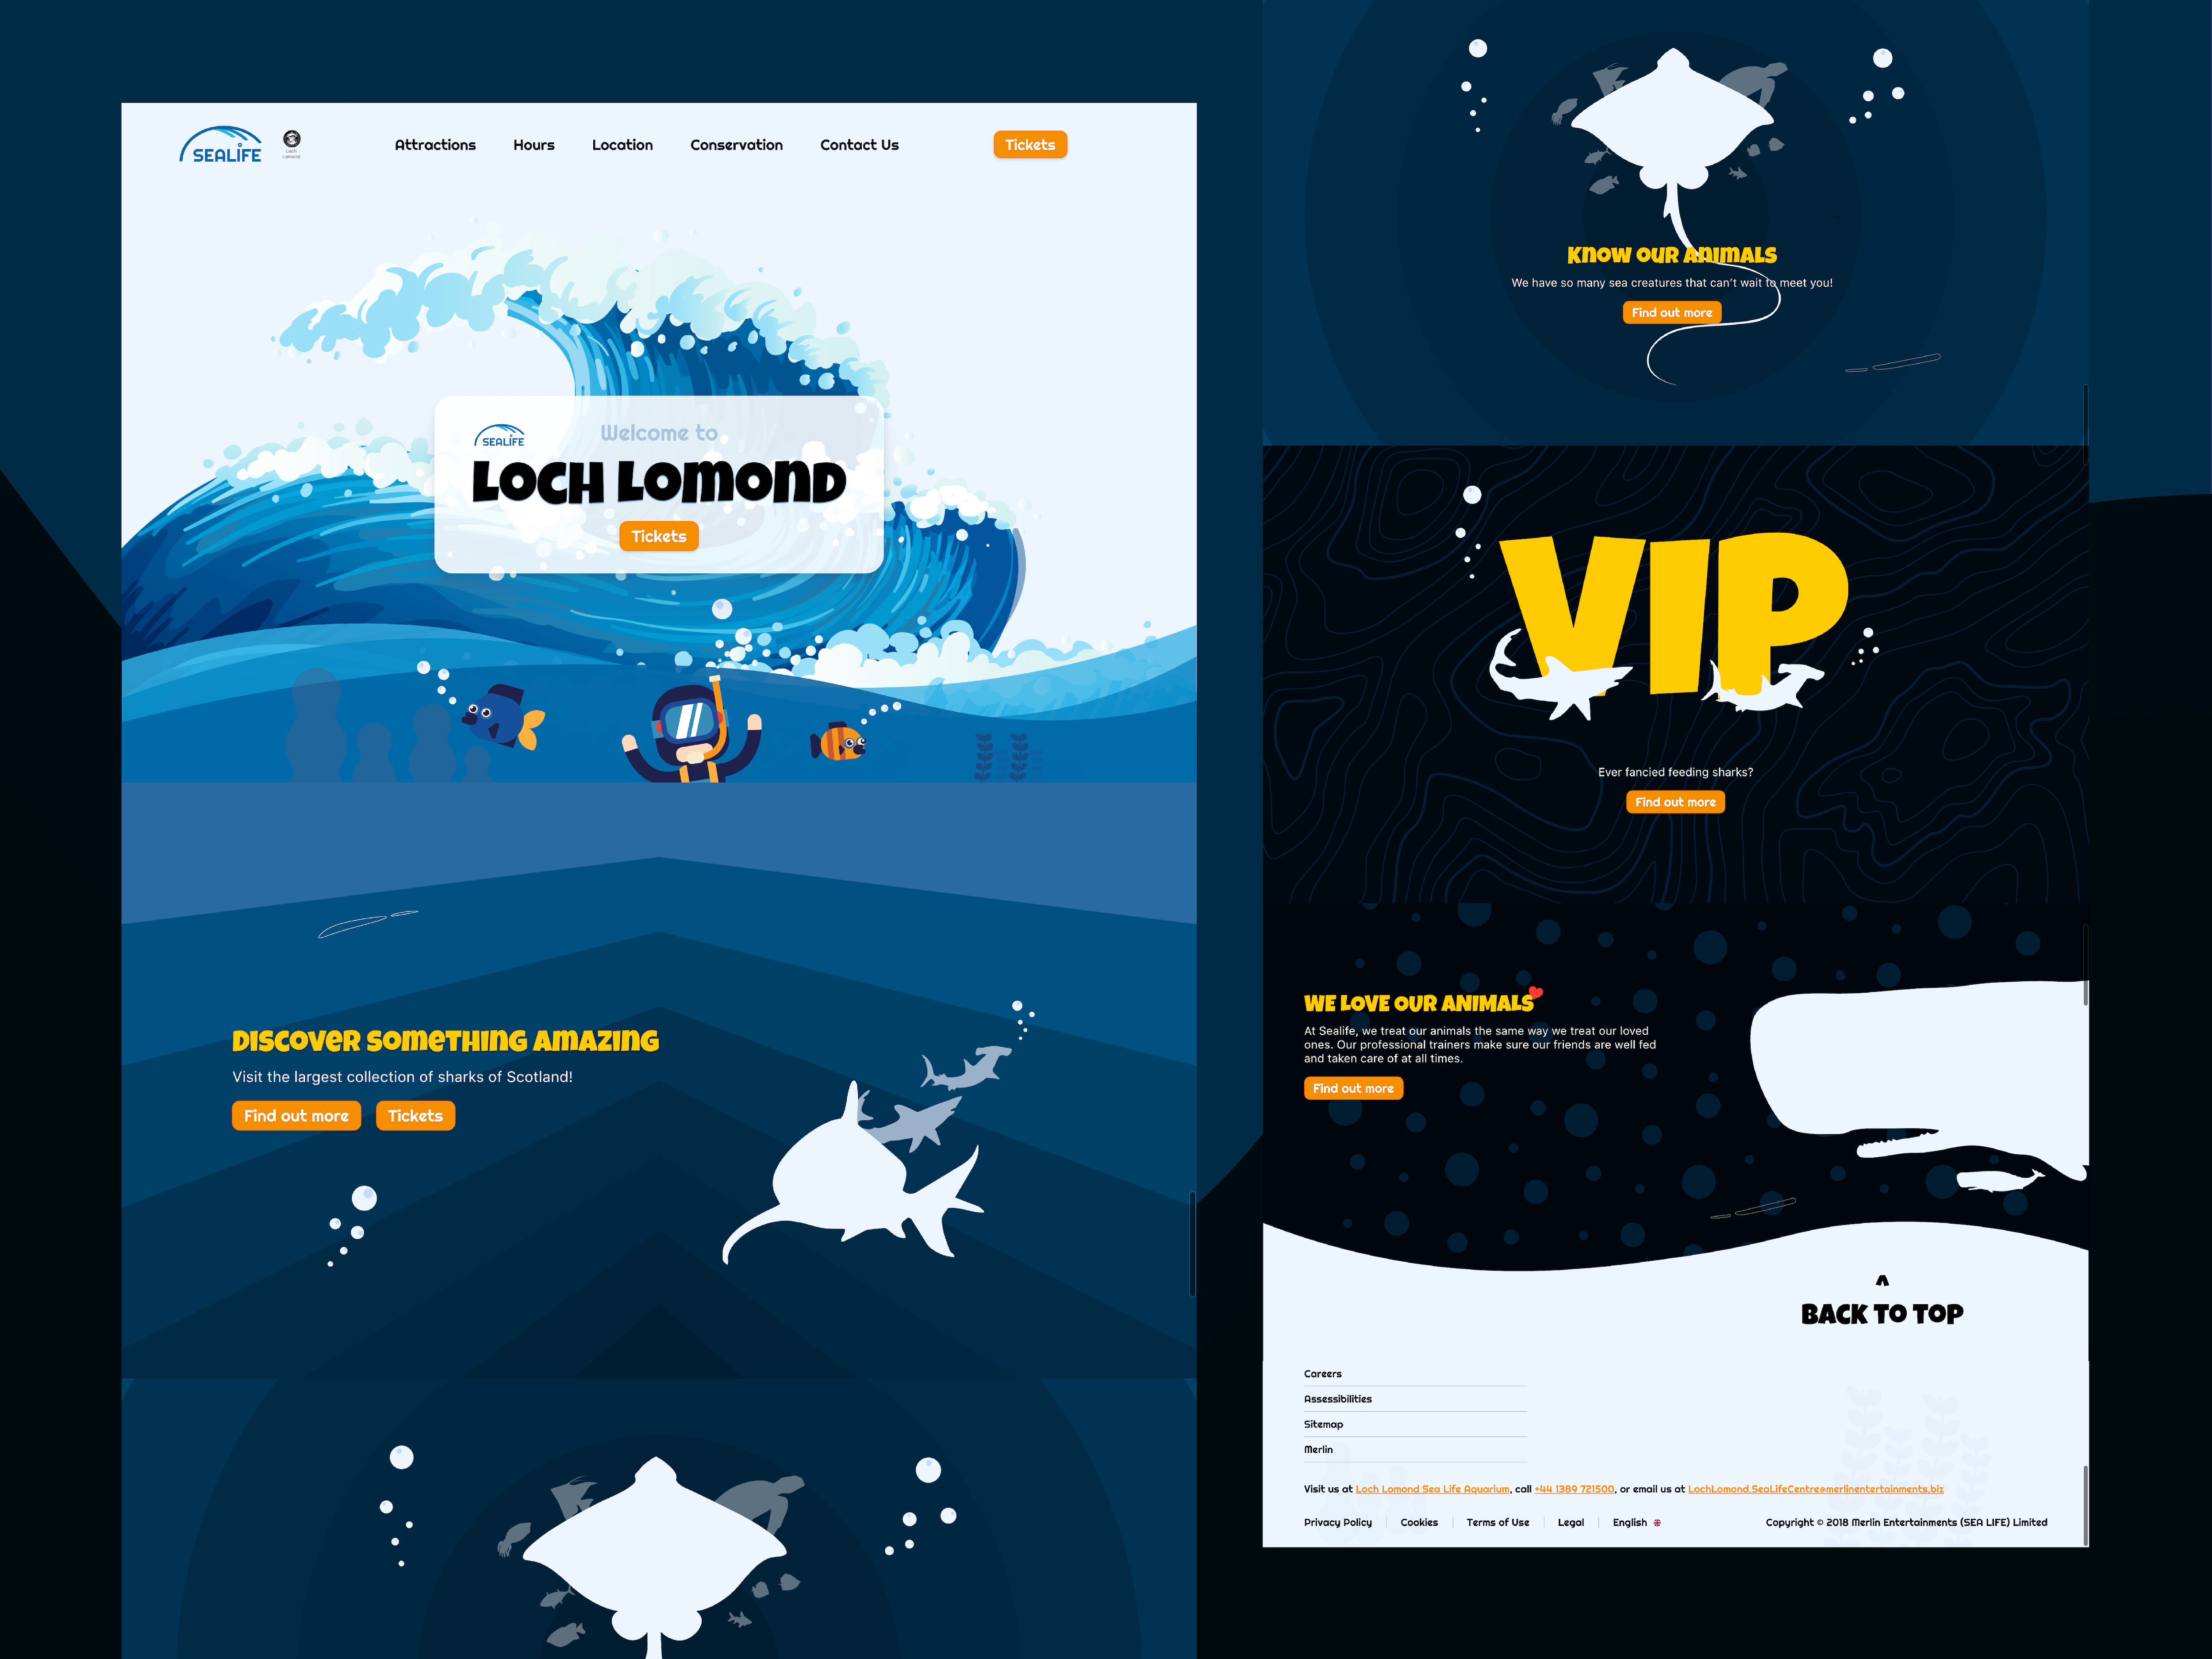 SEALIFE
Loch
Lomond
Attractions Hours Location Conservation Contact Us Tickets
SEALIFE
Welcome to
LOCH LOMOND
Tickets
DISCOVER SOMETHING AMAZING
Visit the largest collection of sharks of Scotland!
Find out more Tickets
KNOW OUR ANIMALS
We have so many sea creatures that can't wait to meet you!
Find out more
VIP
Ever fancied feeding sharks?
Find out more
WE LOVE OUR ANIMALS
At Sealife, we treat our animals the same way we treat our loved
ones. Our professional trainers make sure our friends are well fed
and taken care of at all times.
Find out more
^
BACK TO TOP
Careers
Assessibilities
Sitemap
Merlin
Visit us at Loch Lomond Sea Life Aquarium, call +44 1389 721500, or email us at LochLomond.SeaLifeCentre@merlinentertainments.biz
Privacy Policy Cookies Terms of Use Legal English Copyright © 2018 Merlin Entertainments (SEA LIFE) Limited